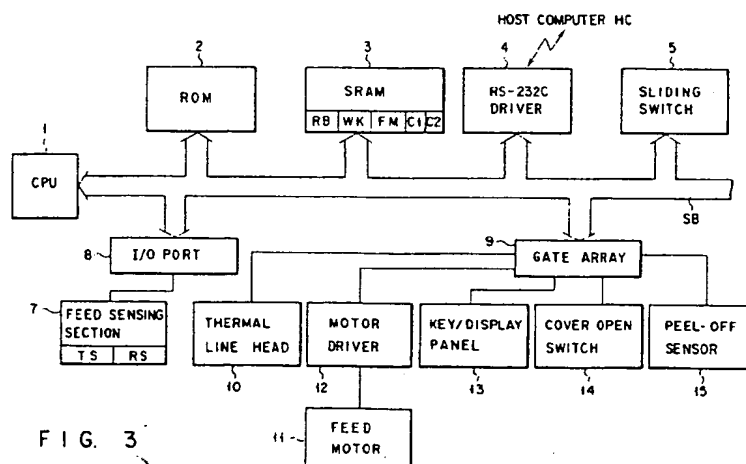 HOST COMPUTER HC
2
3
4
5
ROM
SRAM
RB WK FM C1 C2
RS-232C
DRIVER
SLIDING
SWITCH
1
CPU
SB
8
I/O PORT
9
GATE ARRAY
7
FEED SENSING
SECTION
TS RS
THERMAL
LINE HEAD
10
MOTOR
DRIVER
12
KEY/DISPLAY
PANEL
13
COVER OPEN
SWITCH
14
PEEL-OFF
SENSOR
15
11
FEED
MOTOR
FIG. 3